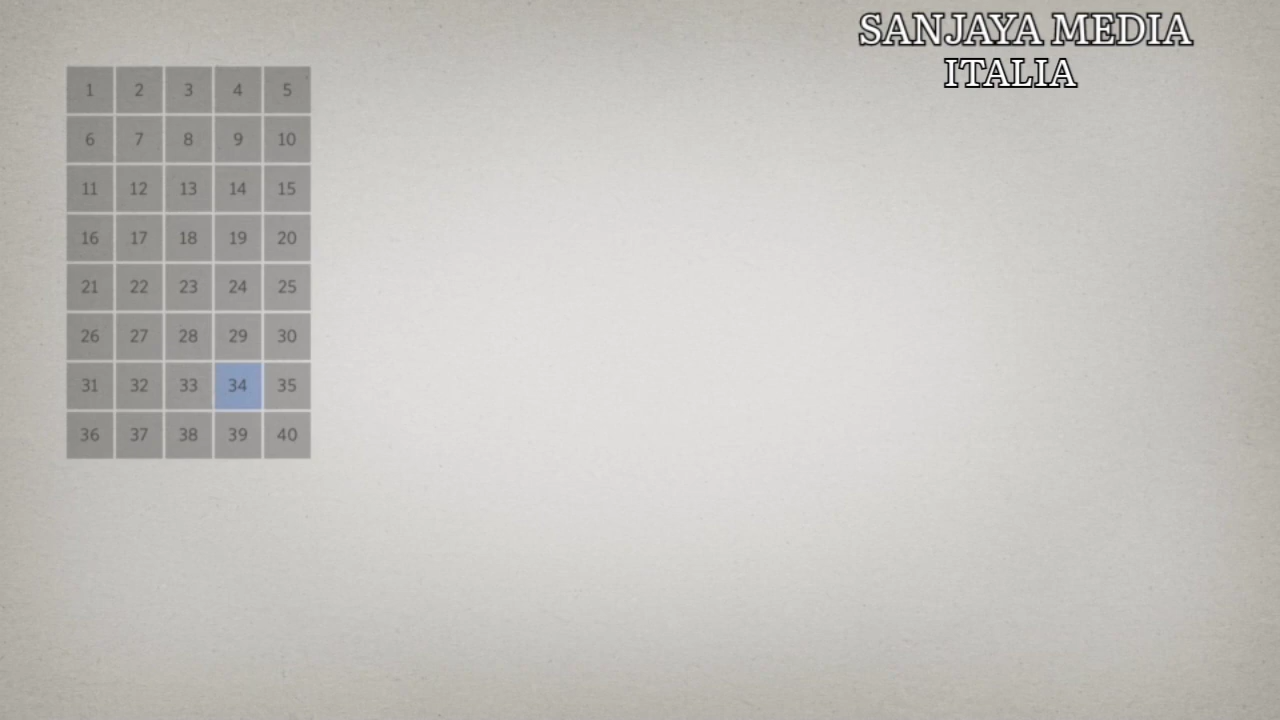 SANJAYA MEDIA
ITALIA
1 2 3 4 5
6 7 8 9 10
11 12 13 14 15
16 17 18 19 20
21 22 23 24 25
26 27 28 29 30
31 32 33 34 35
36 37 38 39 40